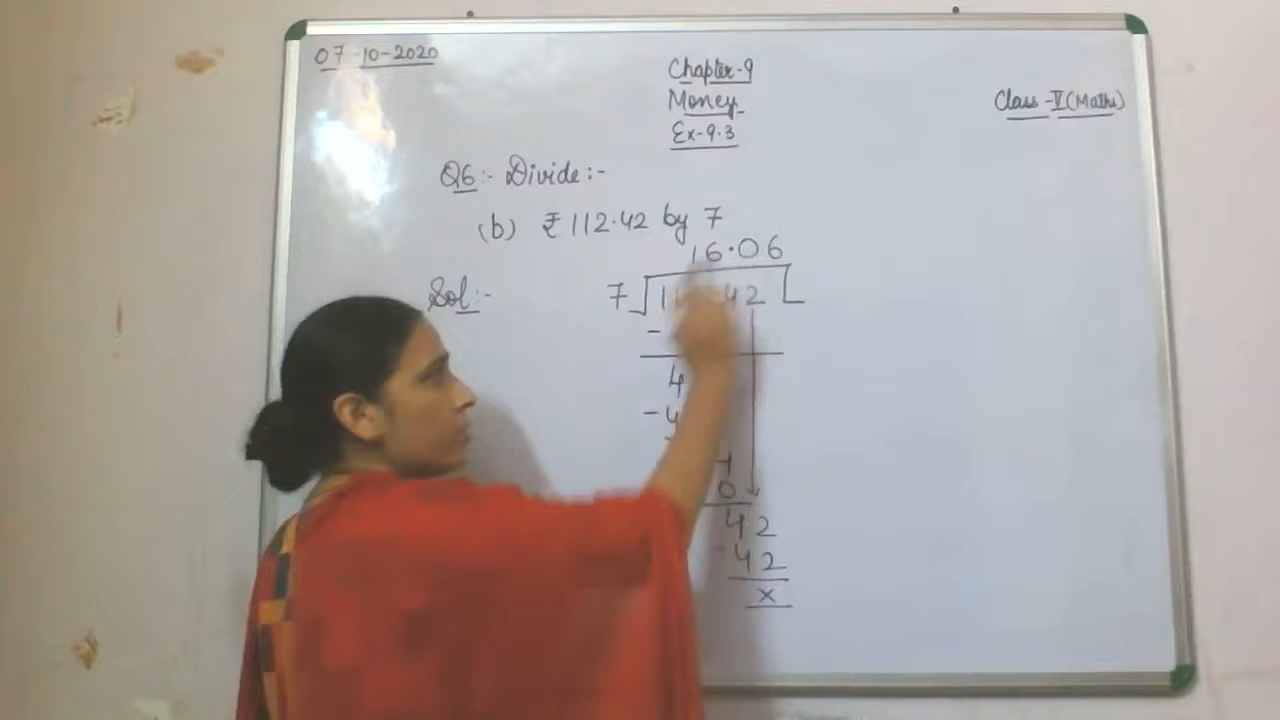 07-10-2020
Chapter-9
Money
Class -V(Maths)
Ex-9.3
Q6:- Divide:-
(b) ₹112.42 by 7
16.06
Sol:- 7
42
4
-4
4
0
42
-42
x